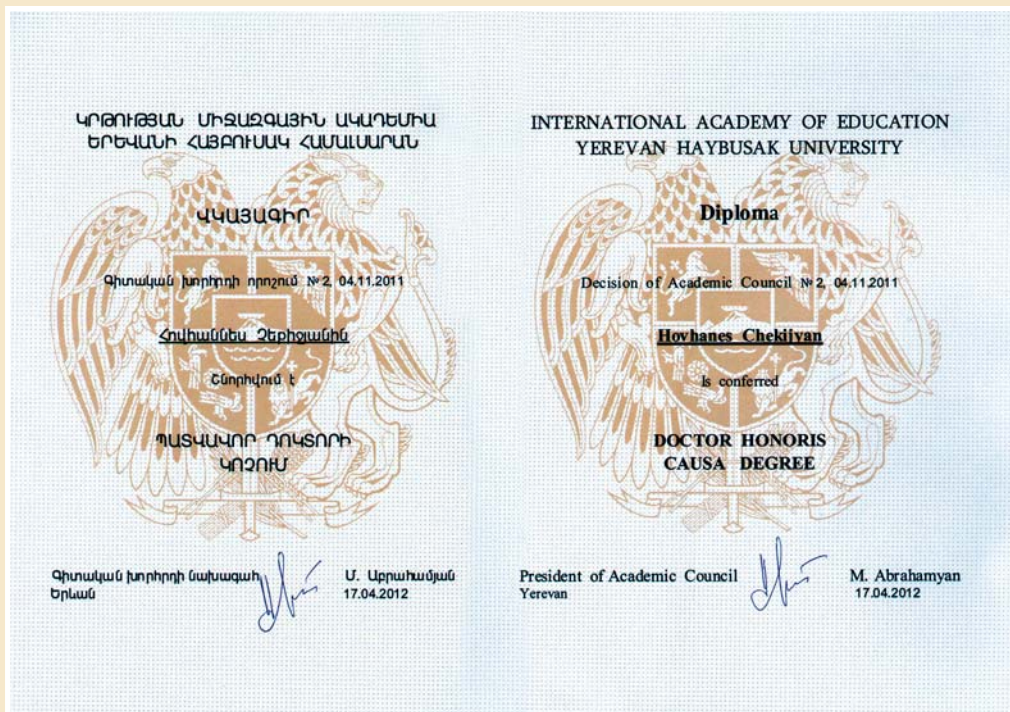 ԿՐԹՈՒԹՅԱՆ ՄԻՋԱԶԳԱՅԻՆ ԱԿԱԴԵՄԻԱ
ԵՐԵՎԱՆԻ ՀԱՅԲՈՒՍԱԿ ՀԱՄԱԼՍԱՐԱՆ
ՎԿԱՅԱԳԻՐ
Գիտական խորհրդի որոշում № 2, 04.11.2011
Հովհաննես Չեքիջյանին
Շնորհվում է
ՊԱՏՎԱՎՈՐ ԴՈԿՏՈՐԻ
ԿՈՉՈՒՄ
Գիտական խորհրդի նախագահ
Մ. Աբրահամյան
Երևան
17.04.2012
INTERNATIONAL ACADEMY OF EDUCATION
YEREVAN HAYBUSAK UNIVERSITY
Diploma
Decision of Academic Council № 2, 04.11.2011
Hovhanes Chekijyan
Is conferred
DOCTOR HONORIS
CAUSA DEGREE
President of Academic Council
M. Abrahamyan
Yerevan
17.04.2012